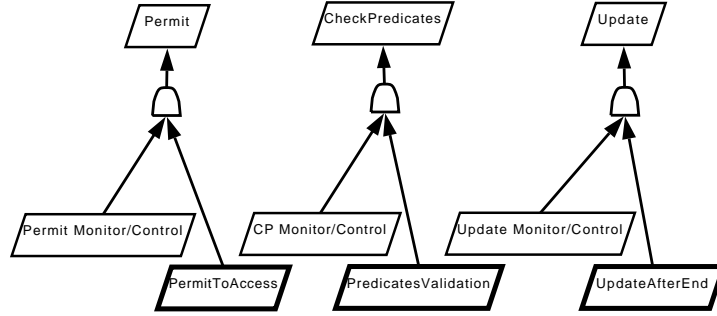 Permit
CheckPredicates
Update
Permit Monitor/Control
CP Monitor/Control
Update Monitor/Control
PermitToAccess
PredicatesValidation
UpdateAfterEnd